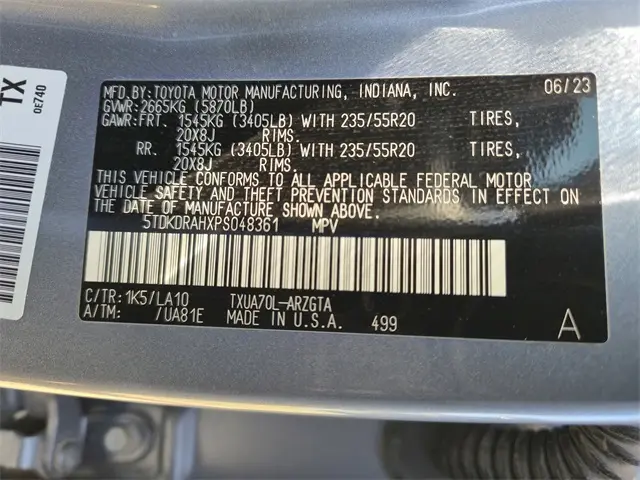 TX
0E740
MFD.BY:TOYOTA MOTOR MANUFACTURING, INDIANA, INC. 06/23
GVWR: 2665KG (5870LB)
GAWR:FRT. 1545KG (3405LB) WITH 235/55R20 TIRES,
20X8J RIMS.
RR. 1545KG (3405LB) WITH 235/55R20 TIRES,
20X8J RIMS.
THIS VEHICLE CONFORMS TO ALL APPLICABLE FEDERAL MOTOR
VEHICLE SAFETY AND THEFT PREVENTION STANDARDS IN EFFECT ON
THE DATE OF MANUFACTURE SHOWN ABOVE.
5TDKDRAHXPS048361 MPV
C/TR: 1K5/LA10 TXUA70L-ARZGTA
A/TM: /UA81E MADE IN U.S.A. 499 A